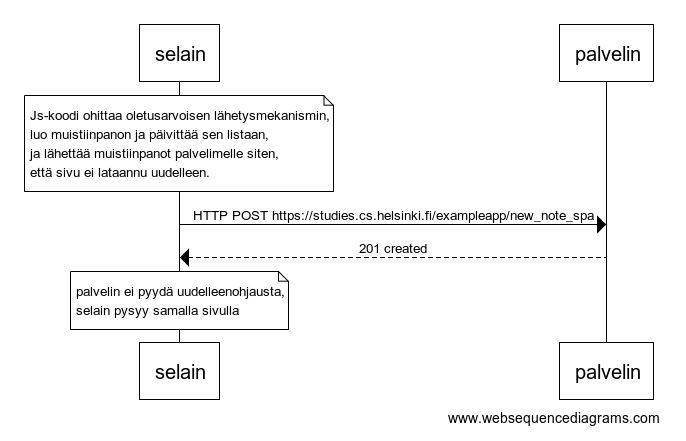 selain
palvelin
Js-koodi ohittaa oletusarvoisen lähetysmekanismin,
luo muistiinpanon ja päivittää sen listaan,
ja lähettää muistiinpanot palvelimelle siten,
että sivu ei lataannu uudelleen.
HTTP POST https://studies.cs.helsinki.fi/exampleapp/new_note_spa
201 created
palvelin ei pyydä uudelleenohjausta,
selain pysyy samalla sivulla
selain
palvelin
www.websequencediagrams.com